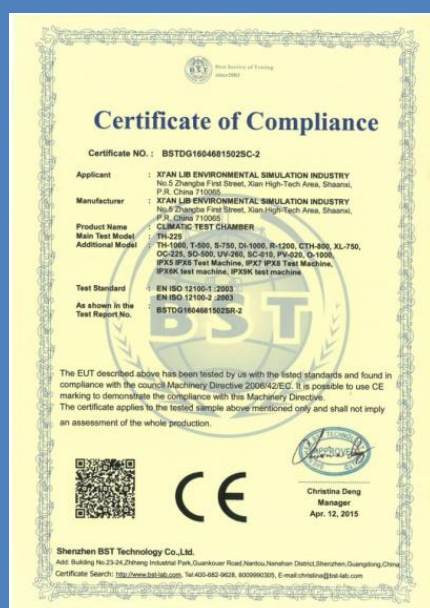 BST
Best Service of Testing
since2003
Certificate of Compliance
Certificate NO. : BSTDG1604681502SC-2
Applicant : XI'AN LIB ENVIRONMENTAL SIMULATION INDUSTRY
No.5 Zhangba First Street, Xian High-Tech Area, Shaanxi,
P.R. China 710065
Manufacturer : XI'AN LIB ENVIRONMENTAL SIMULATION INDUSTRY
No.5 Zhangba First Street, Xian High-Tech Area, Shaanxi,
P.R. China 710065
Product Name : CLIMATIC TEST CHAMBER
Main Test Model : TH-225
Additional Model : TH-1000, T-500, S-750, DI-1000, R-1200, CTH-800, XL-750,
OC-225, SO-500, UV-260, SC-010, PV-020, O-1000,
IPX5 IPX6 Test Machine, IPX7 IPX8 Test Machine,
IPX6K test machine, IPX9K test machine
Test Standard : EN ISO 12100-1:2003
EN ISO 12100-2:2003
As shown in the
Test Report No. : BSTDG1604681502SR-2
BST
The EUT described above has been tested by us with the listed standards and found in
compliance with the council Machinery Directive 2006/42/EC. It is possible to use CE
marking to demonstrate the compliance with this Machinery Directive.
The certificate applies to the tested sample above mentioned only and shall not imply
an assessment of the whole production.
APPROVED
CE
Christina Deng
Manager
Apr. 12, 2015
Shenzhen BST Technology Co.,Ltd.
Add: Building No.23-24,Zhiheng Industrial Park,Guankouer Road,Nantou,Nanshan District,Shenzhen,Guangdong,China
Certificate Search: http://www.bst-lab.com, Tel:400-882-9628, 8009990305, E-mail:christina@bst-lab.com